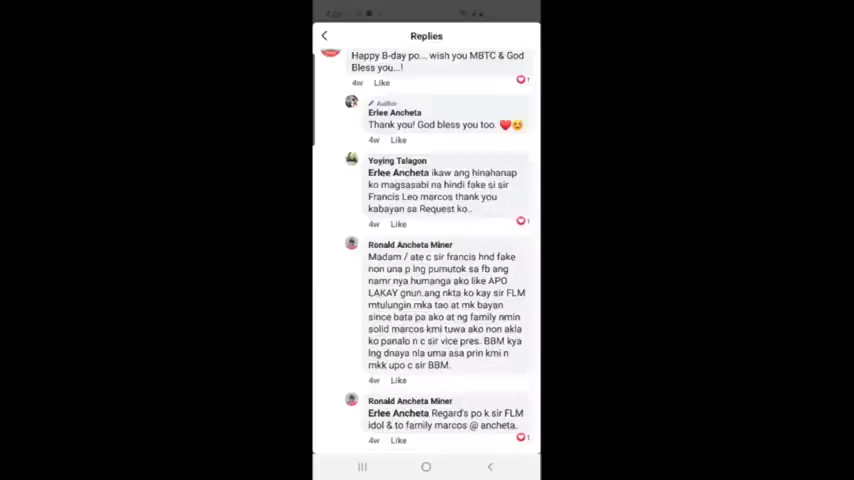 Replies
Happy B-day po... wish you MBTC & God
Bless you...!
4w Like
1
Author
Erlee Ancheta
Thank you! God bless you too. ❤️😍
4w Like
Yoying Talagon
Erlee Ancheta ikaw ang hinahanap
ko magsasabi na hindi fake si sir
Francis Leo marcos thank you
kabayan sa Request ko..
4w Like
1
Ronald Ancheta Miner
Madam / ate c sir francis hnd fake
non una p lng pumutok sa fb ang
namr nya humanga ako like APO
LAKAY gnun.ang nkta ko kay sir FLM
mtulungin mka tao at mk bayan
since bata pa ako at ng family nmin
solid marcos kmi tuwa ako non akla
ko panalo n c sir vice pres. BBM kya
lng dnaya nla uma asa prin kmi n
mkk upo c sir BBM.
4w Like
Ronald Ancheta Miner
Erlee Ancheta Regard's po k sir FLM
idol & to family marcos @ ancheta.
4w Like
1